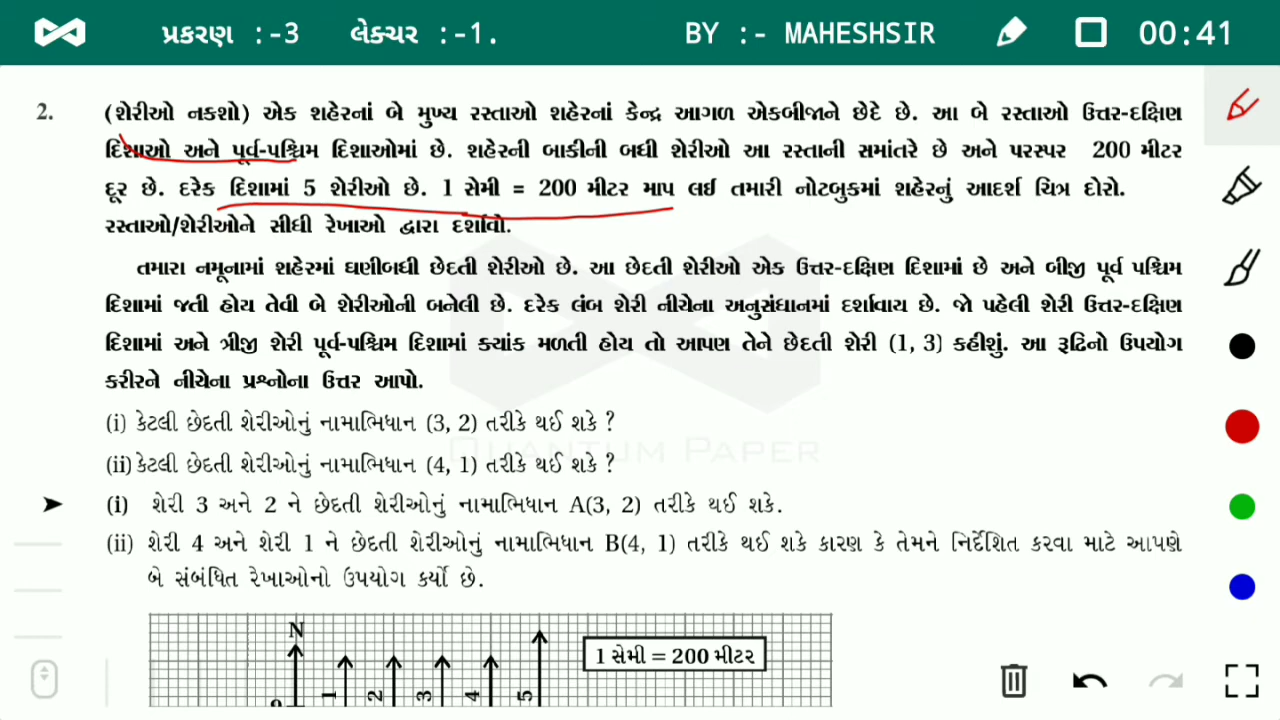 પ્રકરણ :-3 લેક્ચર :-1. BY :- MAHESHSIR 00:41
2. (શેરીઓ નકશો) એક શહેરનાં બે મુખ્ય રસ્તાઓ શહેરનાં કેન્દ્ર આગળ એકબીજાને છેદે છે. આ બે રસ્તાઓ ઉત્તર-દક્ષિણ
દિશાઓ અને પૂર્વ-પશ્ચિમ દિશાઓમાં છે. શહેરની બાકીની બધી શેરીઓ આ રસ્તાની સમાંતરે છે અને પરસ્પર 200 મીટર
દૂર છે. દરેક દિશામાં 5 શેરીઓ છે. 1 સેમી = 200 મીટર માપ લઈ તમારી નોટબુકમાં શહેરનું આદર્શ ચિત્ર દોરો.
રસ્તાઓ/શેરીઓને સીધી રેખાઓ દ્વારા દર્શાવો.
તમારા નમૂનામાં શહેરમાં ઘણીબધી છેદતી શેરીઓ છે. આ છેદતી શેરીઓ એક ઉત્તર-દક્ષિણ દિશામાં છે અને બીજી પૂર્વ પશ્ચિમ
દિશામાં જતી હોય તેવી બે શેરીઓની બનેલી છે. દરેક લંબ શેરી નીચેના અનુસંધાનમાં દર્શાવાય છે. જો પહેલી શેરી ઉત્તર-દક્ષિણ
દિશામાં અને ત્રીજી શેરી પૂર્વ-પશ્ચિમ દિશામાં ક્યાંક મળતી હોય તો આપણ તેને છેદતી શેરી (1, 3) કહીશું. આ રૂઢિનો ઉપયોગ
કરીરને નીચેના પ્રશ્નોના ઉત્તર આપો.
(i) કેટલી છેદતી શેરીઓનું નામાભિધાન (3, 2) તરીકે થઈ શકે ?
QUANTUM PAPER
(ii) કેટલી છેદતી શેરીઓનું નામાભિધાન (4, 1) તરીકે થઈ શકે ?
➤ (i) શેરી 3 અને 2 ને છેદતી શેરીઓનું નામાભિધાન A(3, 2) તરીકે થઈ શકે.
(ii) શેરી 4 અને શેરી 1 ને છેદતી શેરીઓનું નામાભિધાન B(4, 1) તરીકે થઈ શકે કારણ કે તેમને નિર્દેશિત કરવા માટે આપણે
બે સંબંધિત રેખાઓનો ઉપયોગ કર્યો છે.
N
1 સેમી = 200 મીટર
1 2 3 4 5